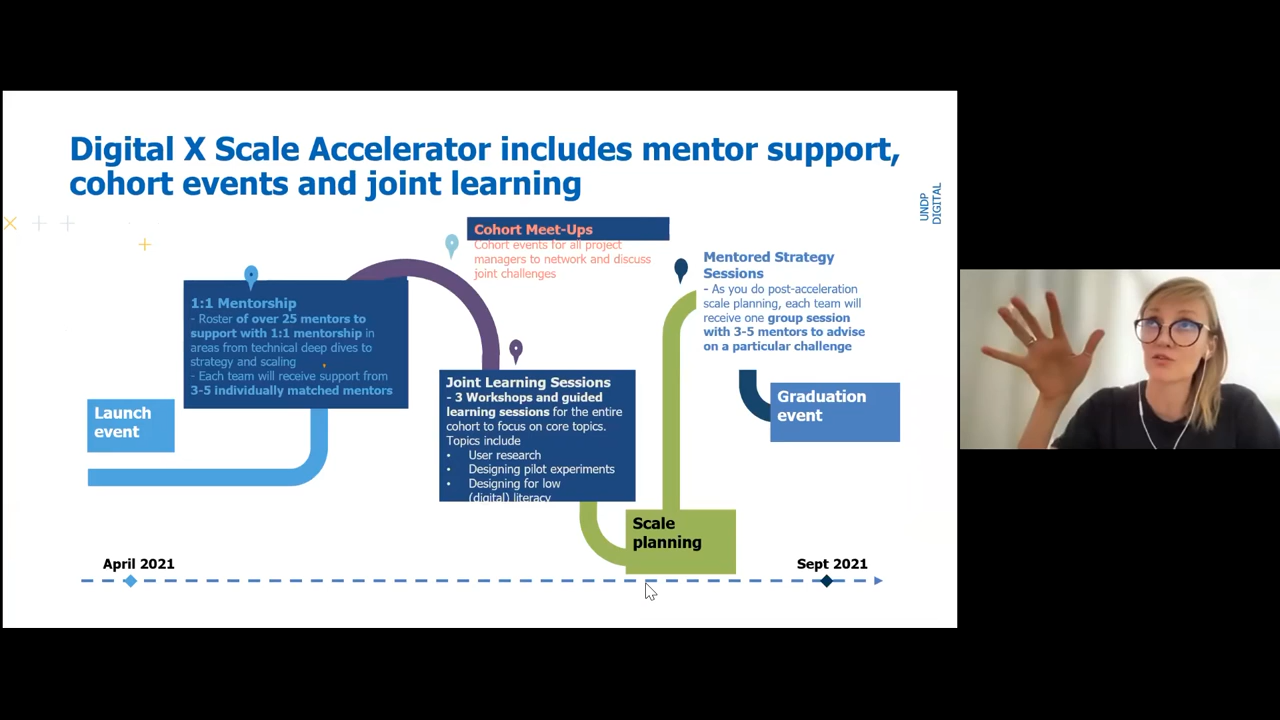 Digital X Scale Accelerator includes mentor support,
cohort events and joint learning
UNDP
DIGITAL
Launch
event
1:1 Mentorship
- Roster of over 25 mentors to
support with 1:1 mentorship in
areas from technical deep dives to
strategy and scaling
- Each team will receive support from
3-5 individually matched mentors
Cohort Meet-Ups
Cohort events for all project
managers to network and discuss
joint challenges
Joint Learning Sessions
- 3 Workshops and guided
learning sessions for the entire
cohort to focus on core topics.
Topics include
• User research
• Designing pilot experiments
• Designing for low
(digital) literacy
Scale
planning
Mentored Strategy
Sessions
- As you do post-acceleration
scale planning, each team will
receive one group session
with 3-5 mentors to advise
on a particular challenge
Graduation
event
April 2021
Sept 2021